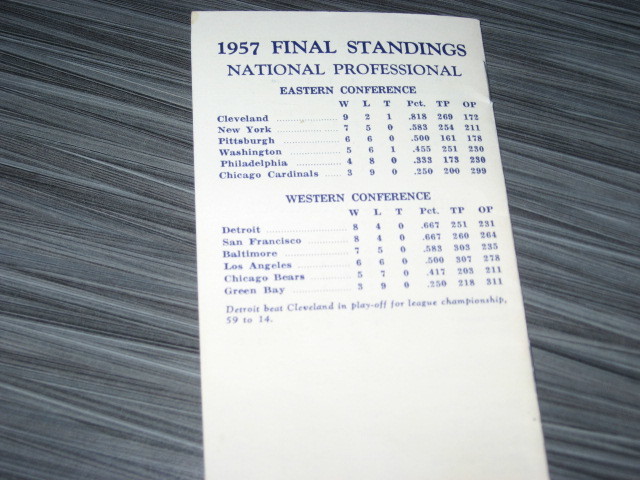 1957 FINAL STANDINGS
NATIONAL PROFESSIONAL
EASTERN CONFERENCE
W L T Pct. TP OP
Cleveland 9 2 1 .818 269 172
New York 7 5 0 .583 254 211
Pittsburgh 6 6 0 .500 161 178
Washington 5 6 1 .455 251 230
Philadelphia 4 8 0 .333 173 230
Chicago Cardinals 3 9 0 .250 200 299
WESTERN CONFERENCE
W L T Pct. TP OP
Detroit 8 4 0 .667 251 231
San Francisco 8 4 0 .667 260 264
Baltimore 7 5 0 .583 303 235
Los Angeles 6 6 0 .500 307 278
Chicago Bears 5 7 0 .417 203 211
Green Bay 3 9 0 .250 218 311
Detroit beat Cleveland in play-off for league championship,
59 to 14.